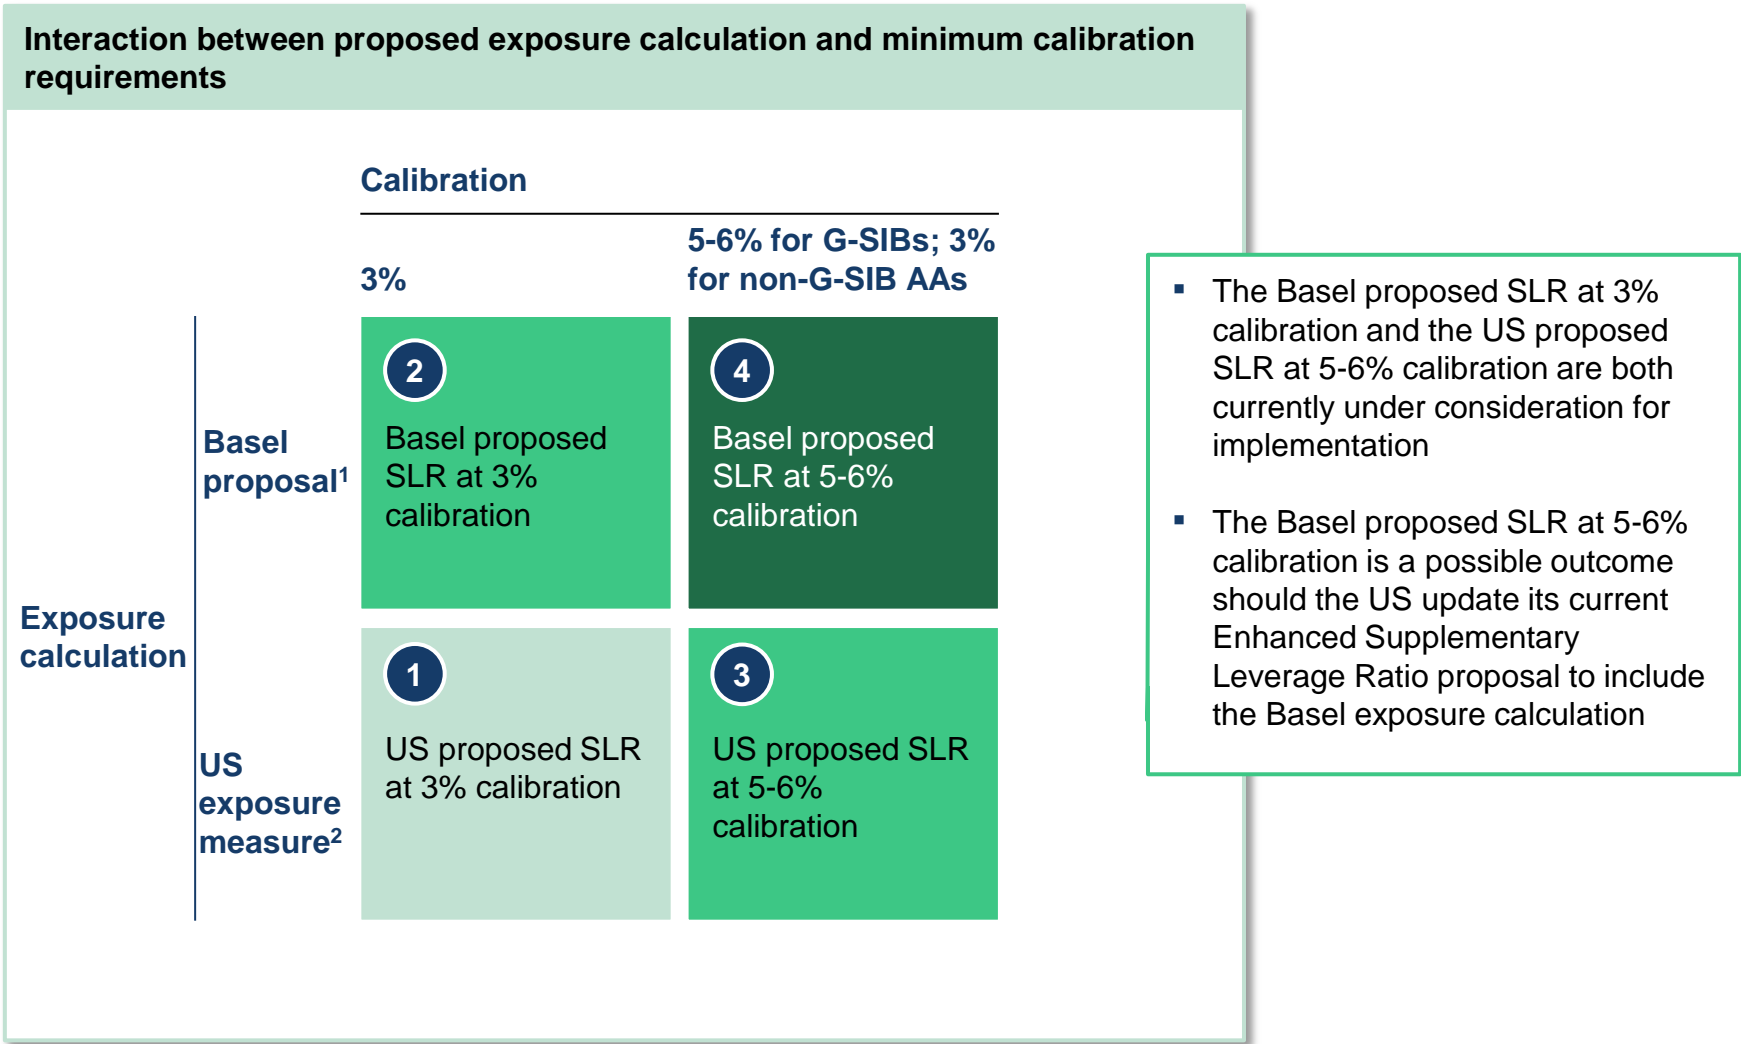 Interaction between proposed exposure calculation and minimum calibration
requirements
Calibration
3%
5-6% for G-SIBs; 3%
for non-G-SIB AAs
Exposure
calculation
Basel
proposal1
2
Basel proposed
SLR at 3%
calibration
4
Basel proposed
SLR at 5-6%
calibration
US
exposure
measure2
1
US proposed SLR
at 3% calibration
3
US proposed SLR
at 5-6%
calibration
▪ The Basel proposed SLR at 3%
calibration and the US proposed
SLR at 5-6% calibration are both
currently under consideration for
implementation
▪ The Basel proposed SLR at 5-6%
calibration is a possible outcome
should the US update its current
Enhanced Supplementary
Leverage Ratio proposal to include
the Basel exposure calculation